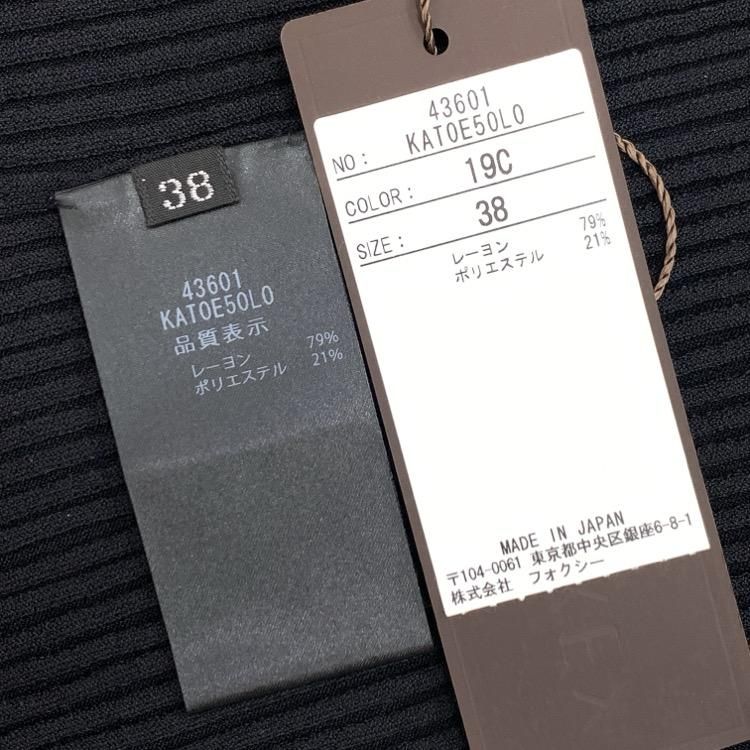 38
43601
KAT0E50L0
品質表示
レーヨン 79%
ポリエステル 21%
43601
NO: KAT0E50L0
COLOR: 19C
SIZE: 38
レーヨン 79%
ポリエステル 21%
MADE IN JAPAN
〒104-0061 東京都中央区銀座6-8-1
株式会社 フォクシー